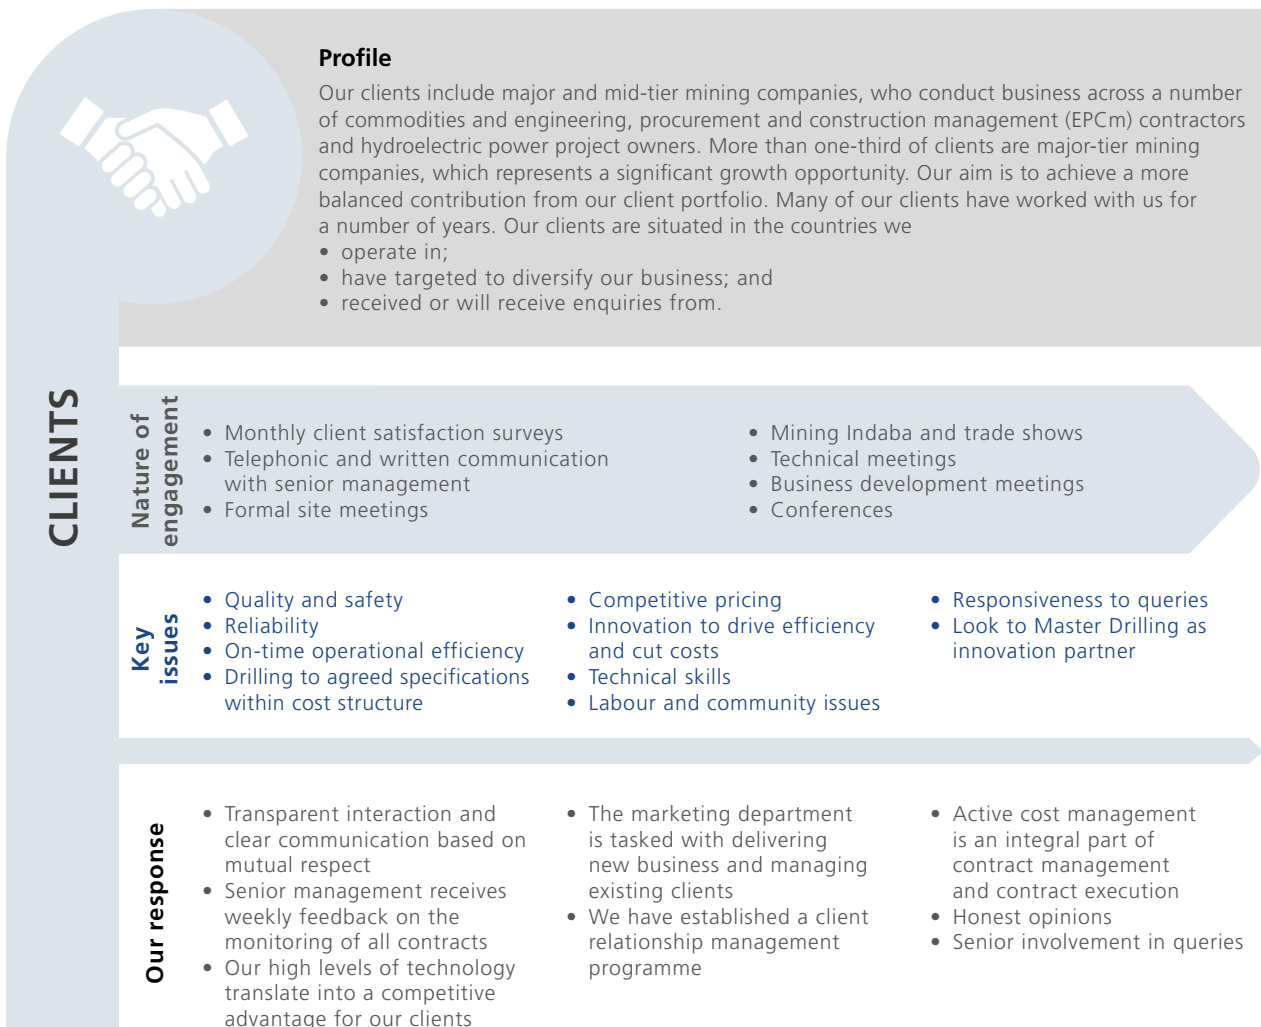 Profile
Our clients include major and mid-tier mining companies, who conduct business across a number
of commodities and engineering, procurement and construction management (EPCm) contractors
and hydroelectric power project owners. More than one-third of clients are major-tier mining
companies, which represents a significant growth opportunity. Our aim is to achieve a more
balanced contribution from our client portfolio. Many of our clients have worked with us for
a number of years. Our clients are situated in the countries we
• operate in;
• have targeted to diversify our business; and
• received or will receive enquiries from.
CLIENTS
Nature of
engagement
• Monthly client satisfaction surveys
• Telephonic and written communication
with senior management
• Formal site meetings
• Mining Indaba and trade shows
• Technical meetings
• Business development meetings
• Conferences
Key
issues
• Quality and safety
• Reliability
• On-time operational efficiency
• Drilling to agreed specifications
within cost structure
• Competitive pricing
• Innovation to drive efficiency
and cut costs
• Technical skills
• Labour and community issues
• Responsiveness to queries
• Look to Master Drilling as
innovation partner
Our response
• Transparent interaction and
clear communication based on
mutual respect
• Senior management receives
weekly feedback on the
monitoring of all contracts
• Our high levels of technology
translate into a competitive
advantage for our clients
• The marketing department
is tasked with delivering
new business and managing
existing clients
• We have established a client
relationship management
programme
• Active cost management
is an integral part of
contract management
and contract execution
• Honest opinions
• Senior involvement in queries